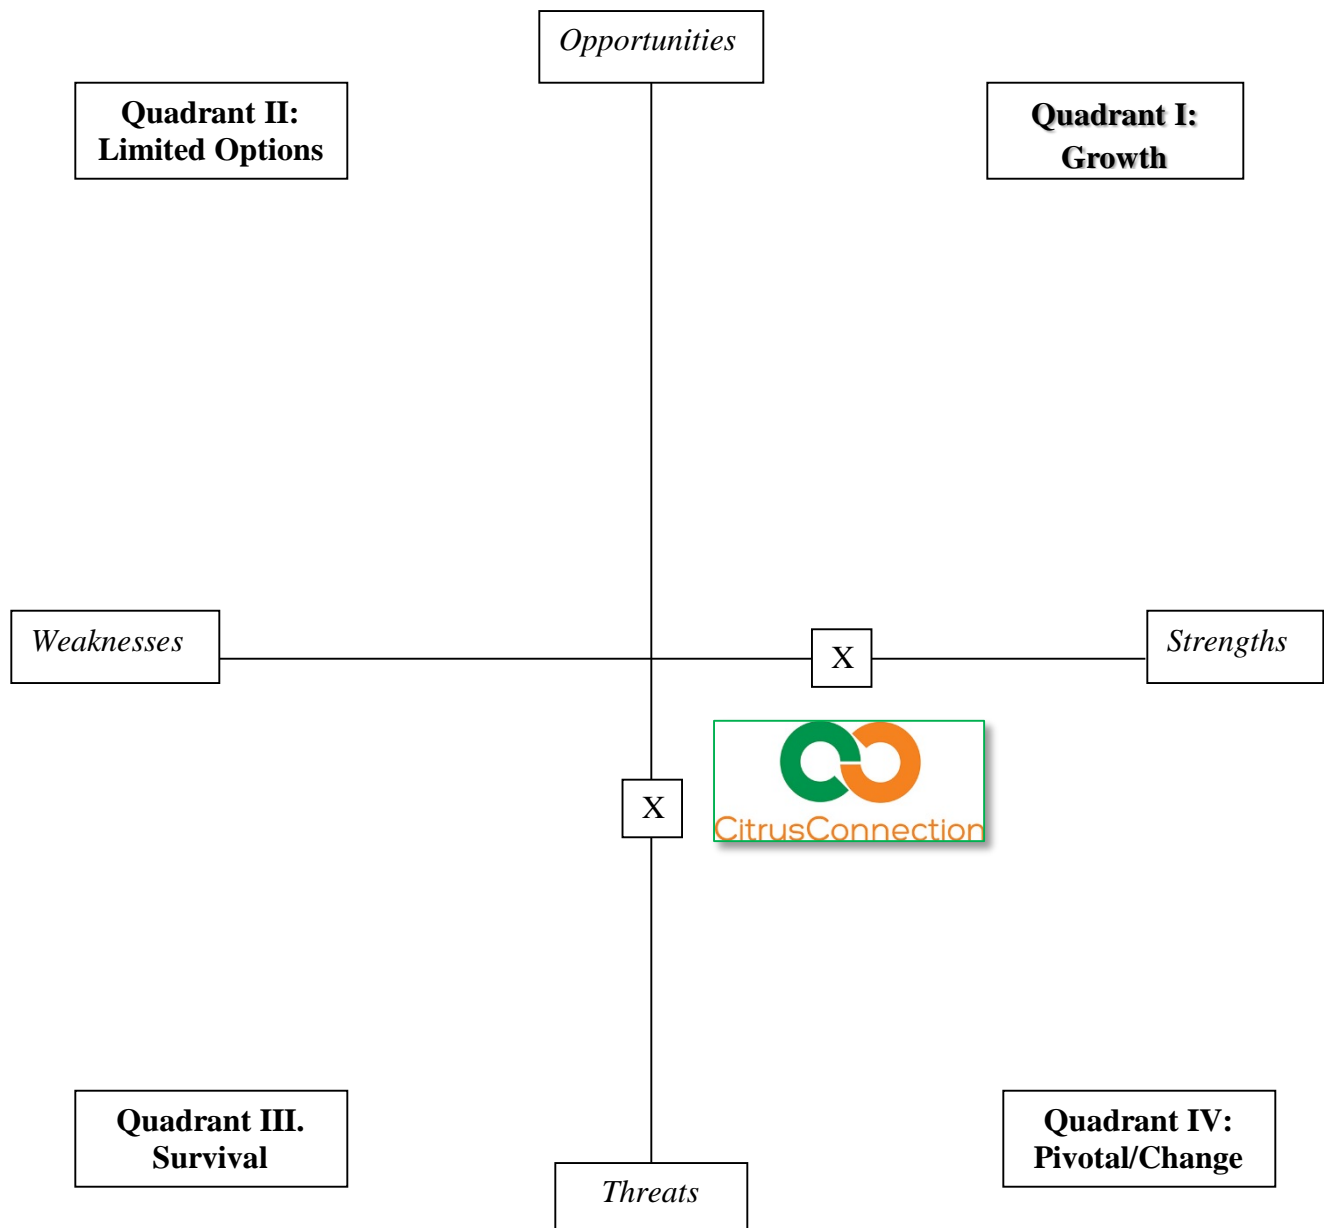 Opportunities
Quadrant II:
Limited Options
Quadrant I:
Growth
Weaknesses
X
Strengths
X
CitrusConnection
Quadrant III.
Survival
Quadrant IV:
Pivotal/Change
Threats